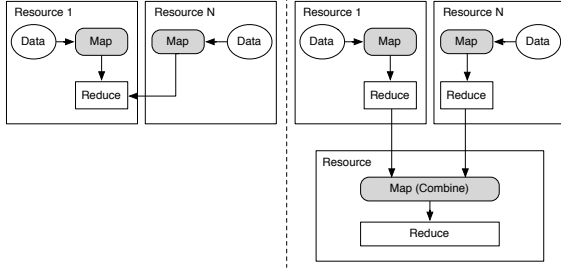 Resource 1
Resource N
Data
Map
Map
Data
Reduce
Resource 1
Resource N
Data
Map
Map
Data
Reduce
Reduce
Resource
Map (Combine)
Reduce